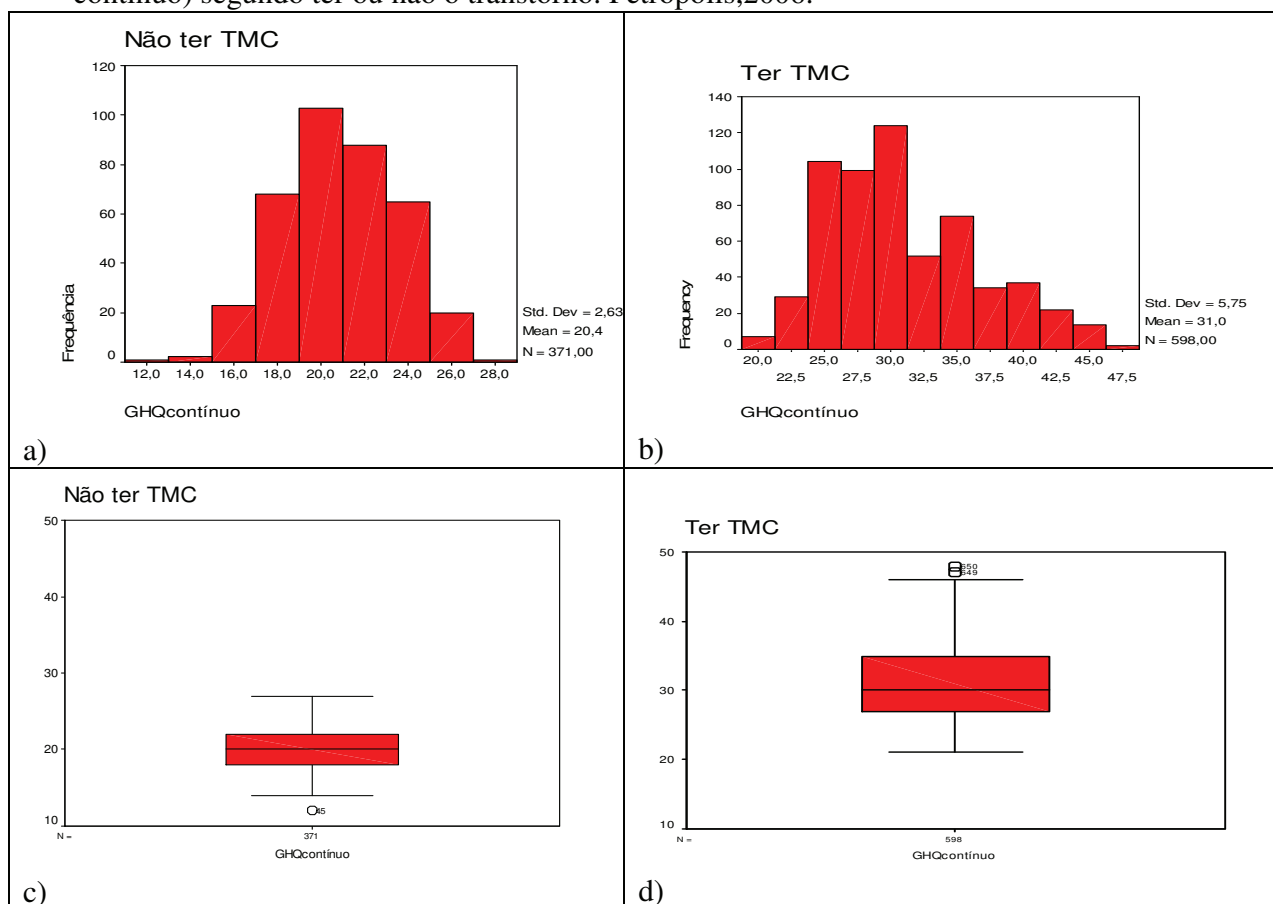 contínuo) segundo ter ou não o transtorno. Petrópolis,2006.
Não ter TMC
120
100
80
60
40
20
0
Frequência
12,0 14,0 16,0 18,0 20,0 22,0 24,0 26,0 28,0
Std. Dev = 2,63
Mean = 20,4
N = 371,00
GHQcontínuo
a)
Ter TMC
140
120
100
80
60
40
20
0
Frequency
20,0 25,0 30,0 35,0 40,0 45,0
22,5 27,5 32,5 37,5 42,5 47,5
Std. Dev = 5,75
Mean = 31,0
N = 598,00
GHQcontínuo
b)
Não ter TMC
50
40
30
20
10
45
N =
371
GHQcontínuo
c)
Ter TMC
50
40
30
20
10
650
649
N =
598
GHQcontínuo
d)